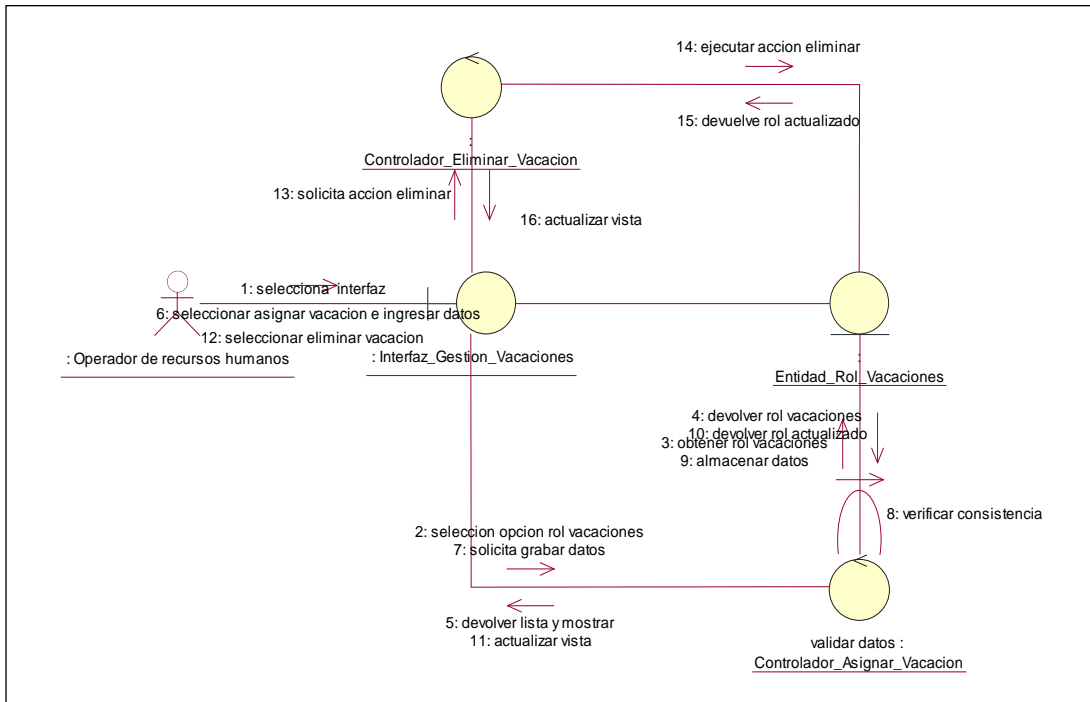 14: ejecutar accion eliminar
15: devuelve rol actualizado
:
Controlador_Eliminar_Vacacion
13: solicita accion eliminar
16: actualizar vista
1: selecciona interfaz
6: seleccionar asignar vacacion e ingresar datos
12: seleccionar eliminar vacacion
: Operador de recursos humanos
: Interfaz_Gestion_Vacaciones
:
Entidad_Rol_Vacaciones
4: devolver rol vacaciones
10: devolver rol actualizado
3: obtener rol vacaciones
9: almacenar datos
8: verificar consistencia
2: seleccion opcion rol vacaciones
7: solicita grabar datos
5: devolver lista y mostrar
11: actualizar vista
validar datos :
Controlador_Asignar_Vacacion